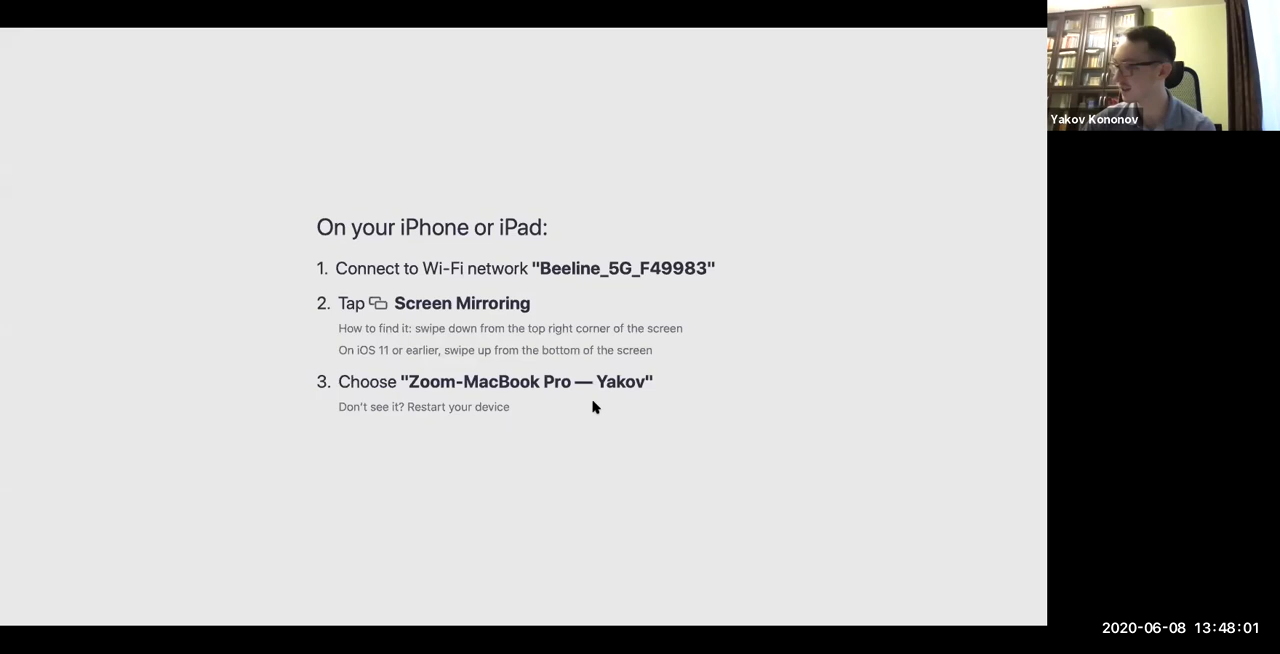 On your iPhone or iPad:
1. Connect to Wi-Fi network "Beeline_5G_F49983"
2. Tap Screen Mirroring
How to find it: swipe down from the top right corner of the screen
On iOS 11 or earlier, swipe up from the bottom of the screen
3. Choose "Zoom-MacBook Pro — Yakov"
Don't see it? Restart your device
Yakov Kononov
2020-06-08 13:48:01